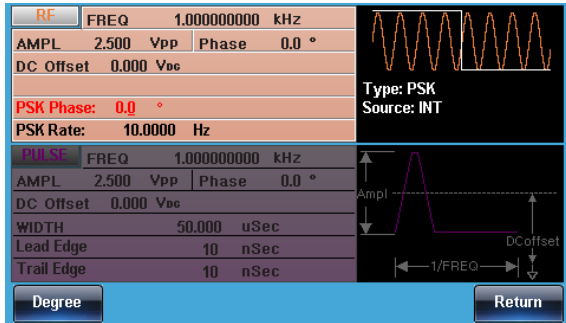 RF FREQ 1.000000000 kHz
AMPL 2.500 Vpp Phase 0.0 °
DC Offset 0.000 VDC
PSK Phase: 0.0 °
PSK Rate: 10.0000 Hz
Type: PSK
Source: INT
PULSE FREQ 1.000000000 kHz
AMPL 2.500 Vpp Phase 0.0 °
DC Offset 0.000 VDC
WIDTH 50.000 uSec
Lead Edge 10 nSec
Trail Edge 10 nSec
Ampl
DCoffset
1/FREQ
Degree Return